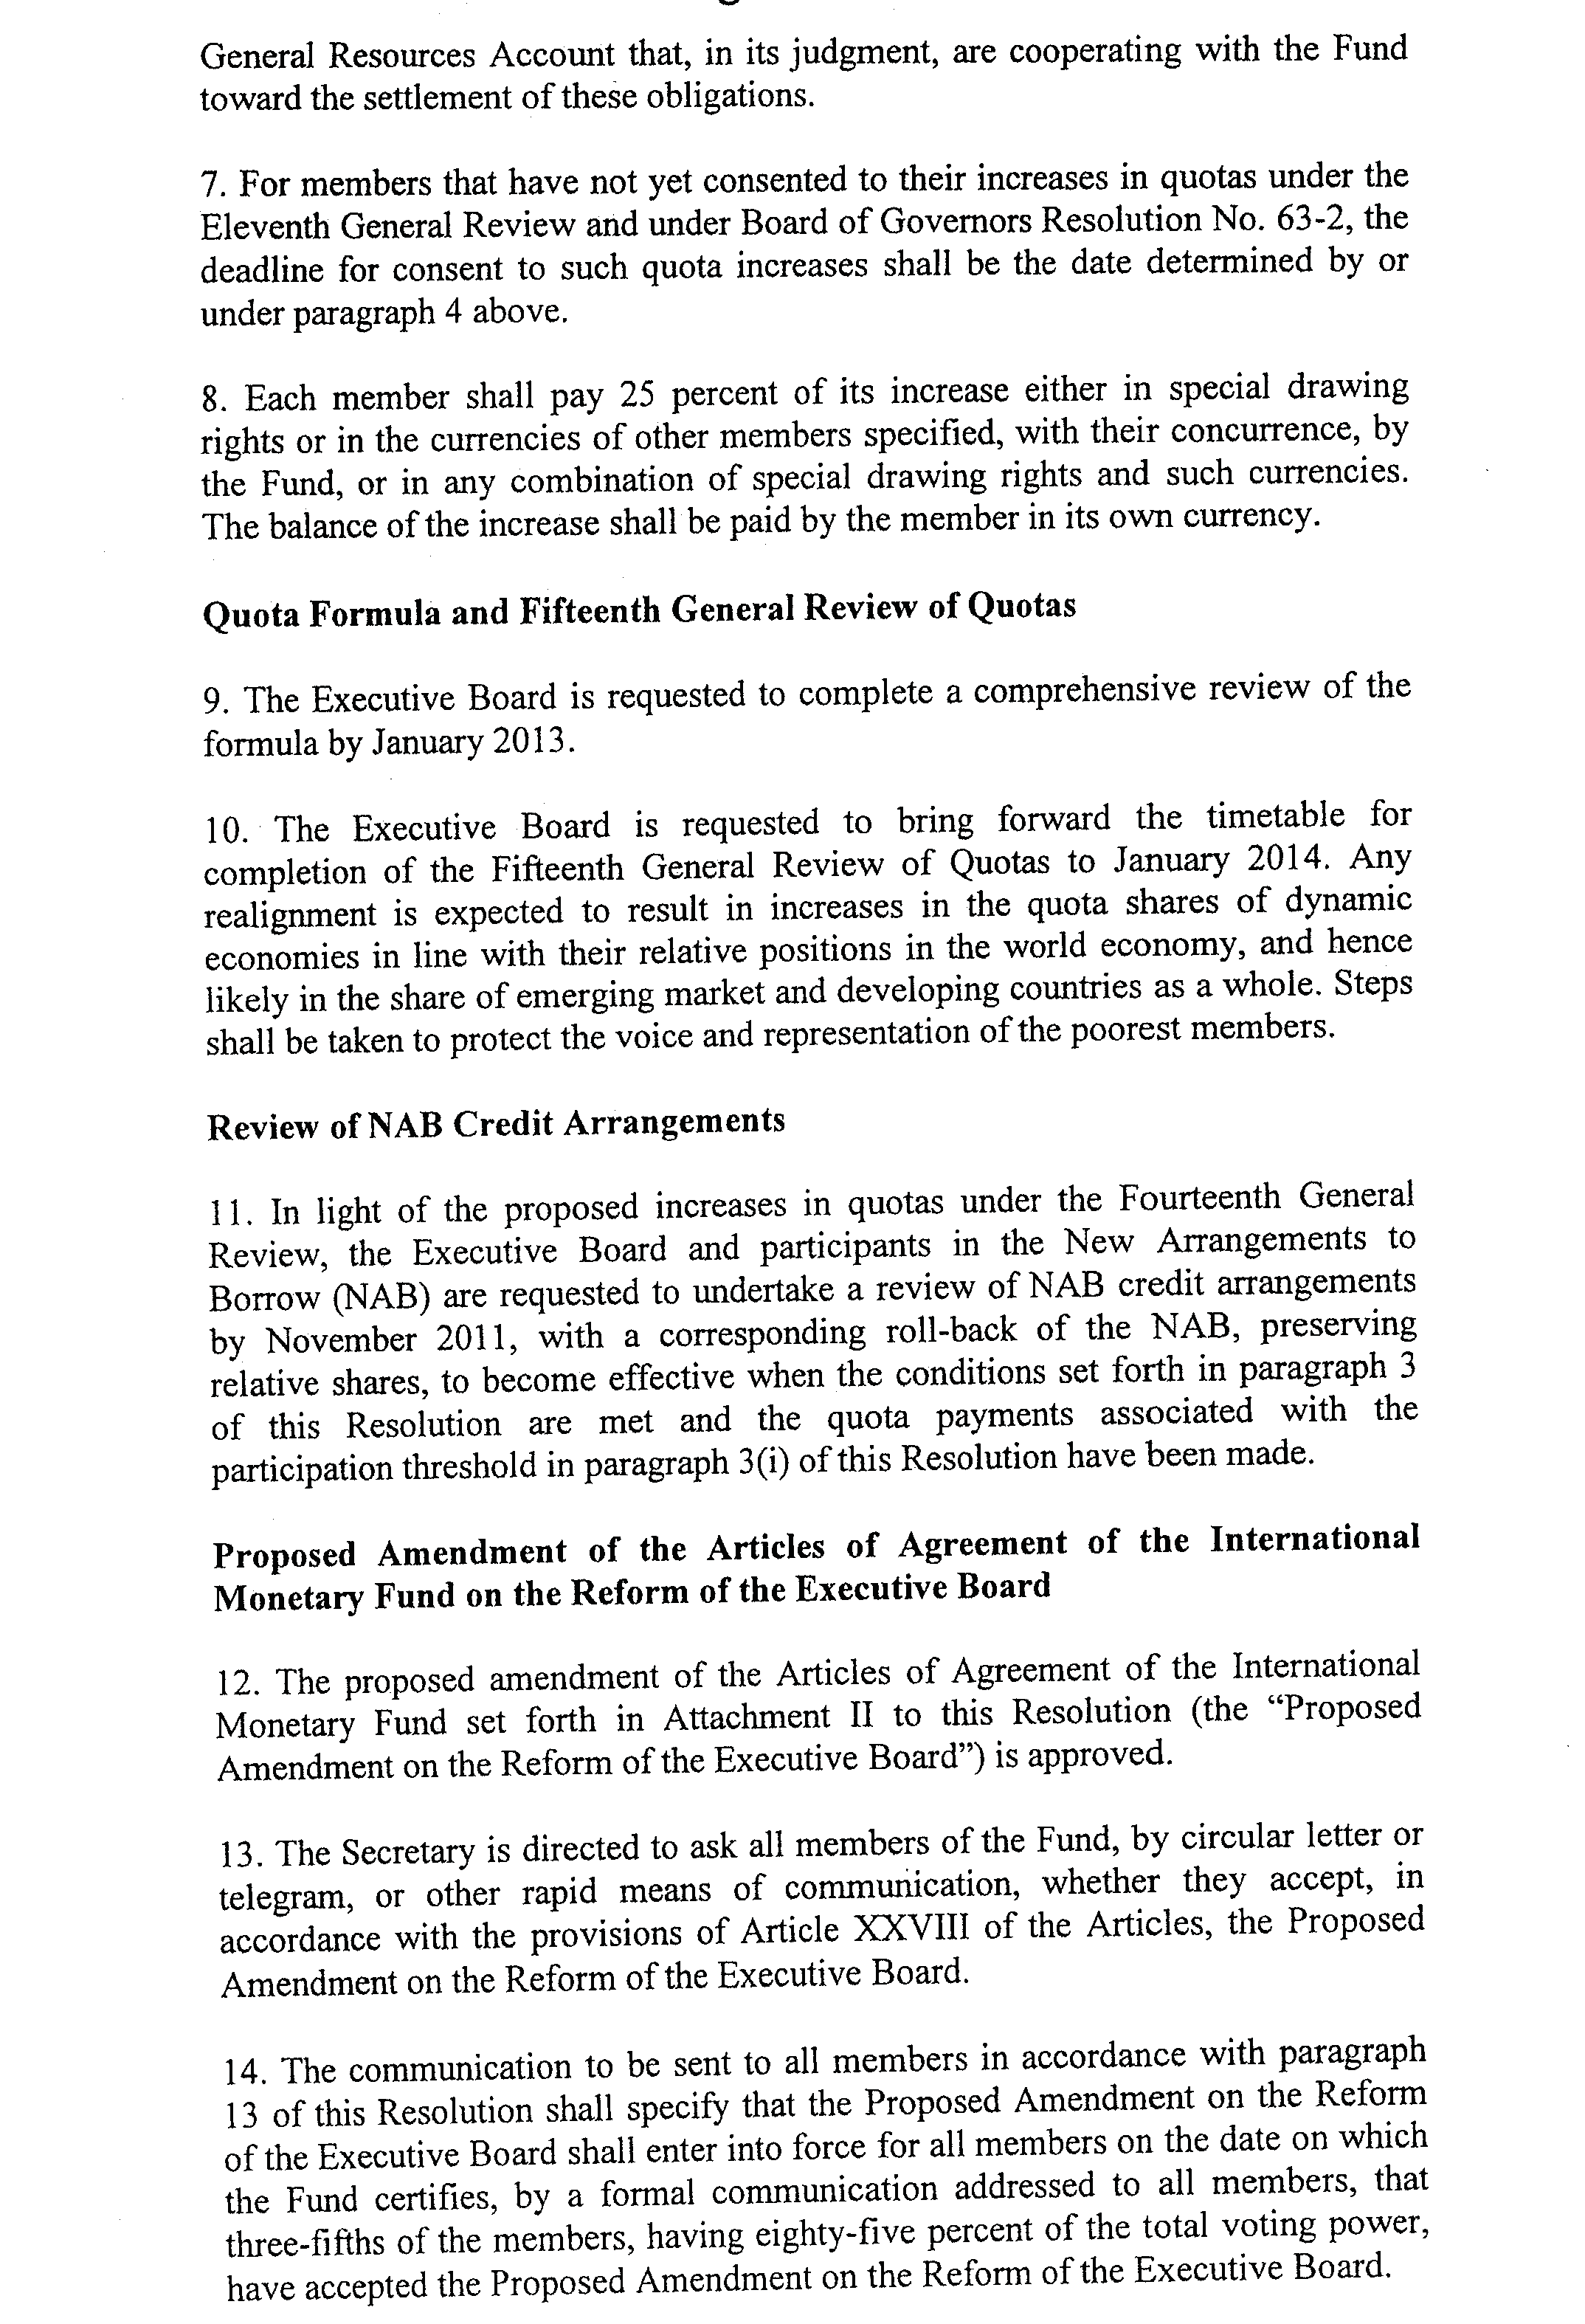 General Resources Account that, in its judgment, are cooperating with the Fund
toward the settlement of these obligations.
7. For members that have not yet consented to their increases in quotas under the
Eleventh General Review and under Board of Governors Resolution No. 63-2, the
deadline for consent to such quota increases shall be the date determined by or
under paragraph 4 above.
8. Each member shall pay 25 percent of its increase either in special drawing
rights or in the currencies of other members specified, with their concurrence, by
the Fund, or in any combination of special drawing rights and such currencies.
The balance of the increase shall be paid by the member in its own currency.
Quota Formula and Fifteenth General Review of Quotas
9. The Executive Board is requested to complete a comprehensive review of the
formula by January 2013.
10. The Executive Board is requested to bring forward the timetable for
completion of the Fifteenth General Review of Quotas to January 2014. Any
realignment is expected to result in increases in the quota shares of dynamic
economies in line with their relative positions in the world economy, and hence
likely in the share of emerging market and developing countries as a whole. Steps
shall be taken to protect the voice and representation of the poorest members.
Review of NAB Credit Arrangements
11. In light of the proposed increases in quotas under the Fourteenth General
Review, the Executive Board and participants in the New Arrangements to
Borrow (NAB) are requested to undertake a review of NAB credit arrangements
by November 2011, with a corresponding roll-back of the NAB, preserving
relative shares, to become effective when the conditions set forth in paragraph 3
of this Resolution are met and the quota payments associated with the
participation threshold in paragraph 3(i) of this Resolution have been made.
Proposed Amendment of the Articles of Agreement of the International
Monetary Fund on the Reform of the Executive Board
12. The proposed amendment of the Articles of Agreement of the International
Monetary Fund set forth in Attachment II to this Resolution (the “Proposed
Amendment on the Reform of the Executive Board”) is approved.
13. The Secretary is directed to ask all members of the Fund, by circular letter or
telegram, or other rapid means of communication, whether they accept, in
accordance with the provisions of Article XXVIII of the Articles, the Proposed
Amendment on the Reform of the Executive Board.
14. The communication to be sent to all members in accordance with paragraph
13 of this Resolution shall specify that the Proposed Amendment on the Reform
of the Executive Board shall enter into force for all members on the date on which
the Fund certifies, by a formal communication addressed to all members, that
three-fifths of the members, having eighty-five percent of the total voting power,
have accepted the Proposed Amendment on the Reform of the Executive Board.